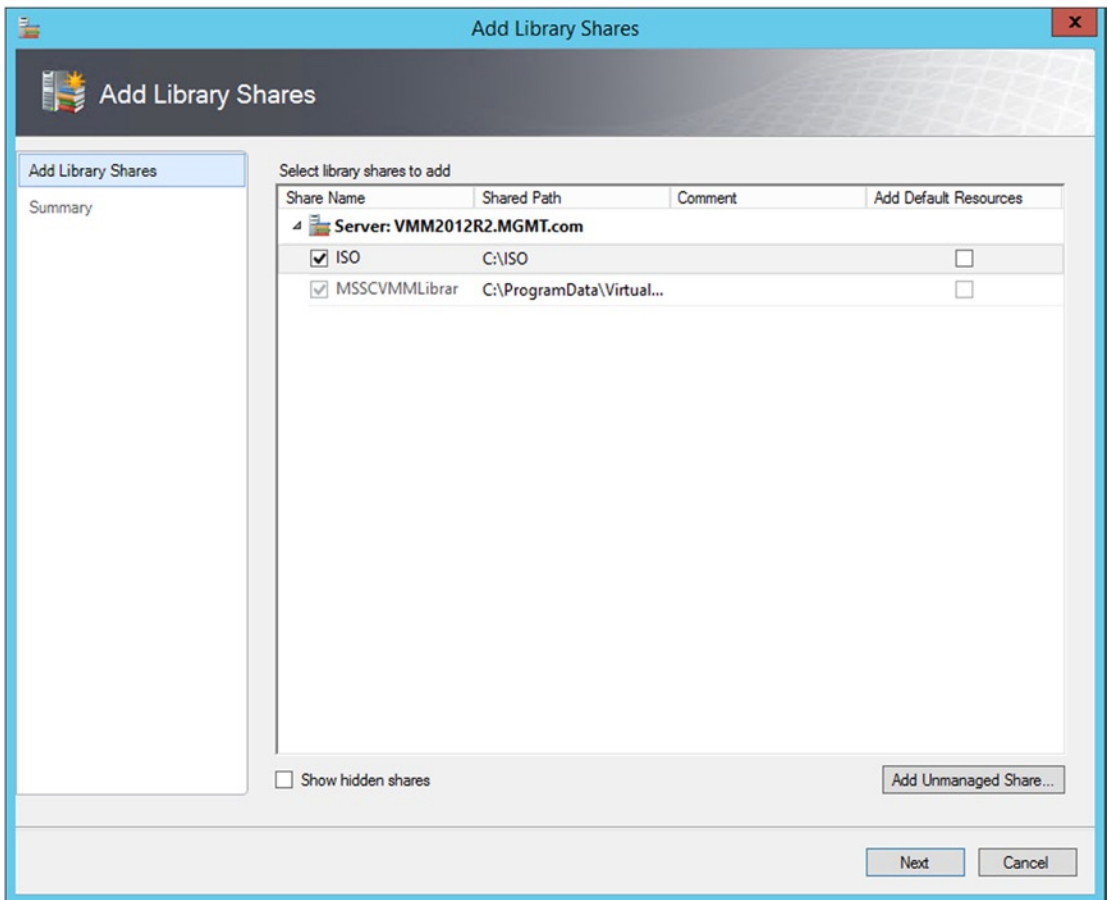 Add Library Shares
x
Add Library Shares
Add Library Shares
Summary
Select library shares to add
Share Name Shared Path Comment Add Default Resources
Server: VMM2012R2.MGMT.com
ISO C:\ISO
MSSCVMMLibrar C:\ProgramData\Virtual...
Show hidden shares Add Unmanaged Share...
Next Cancel